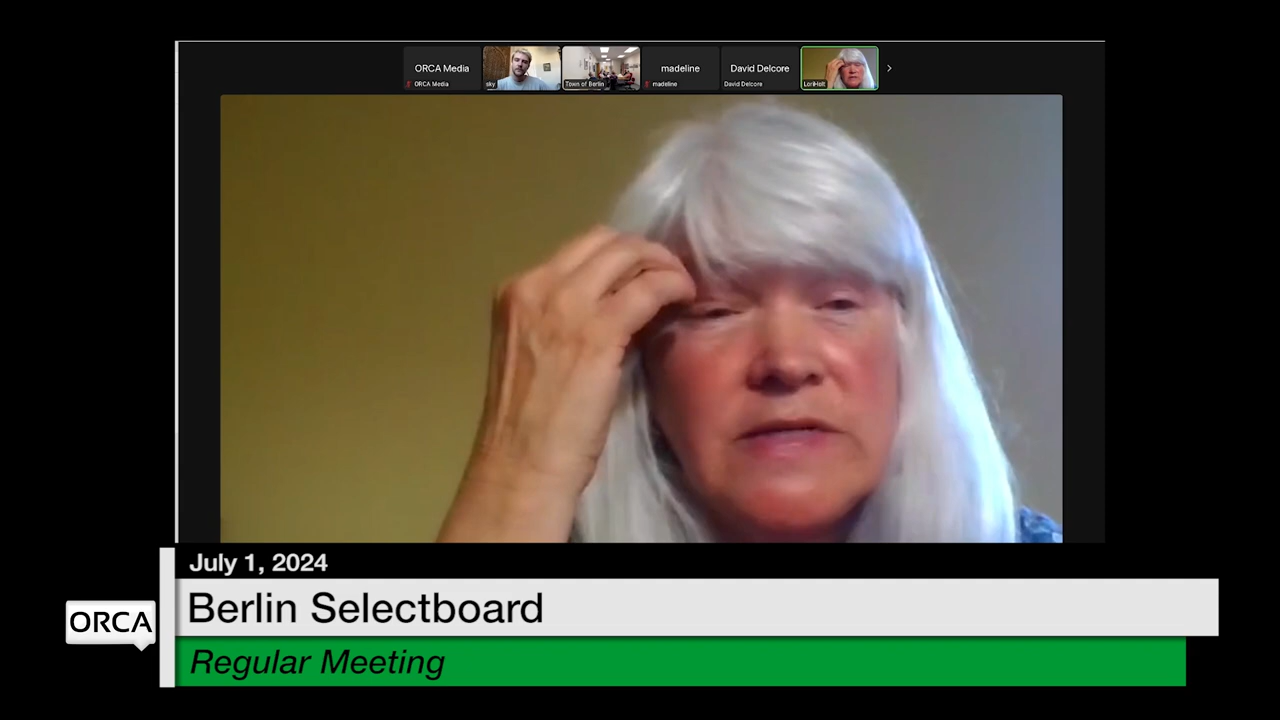 ORCA Media
madeline
David Delcore
ORCA Media
sky
Town of Berlin
madeline
David Delcore
LoriHolt
July 1, 2024
Berlin Selectboard
ORCA
Regular Meeting